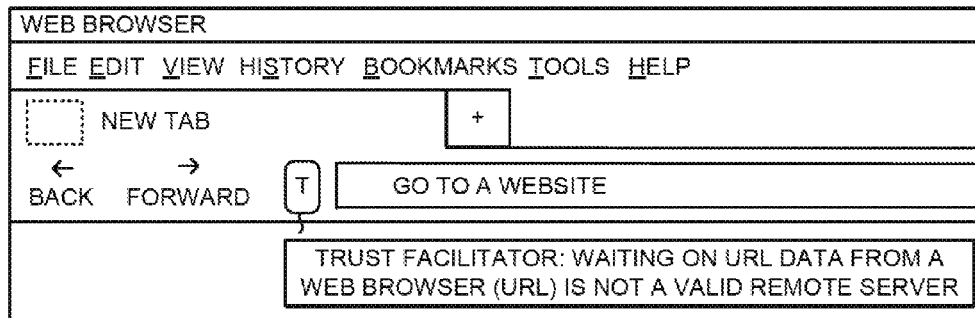 WEB BROWSER
FILE EDIT VIEW HISTORY BOOKMARKS TOOLS HELP
NEW TAB +
← →
BACK FORWARD T GO TO A WEBSITE
TRUST FACILITATOR: WAITING ON URL DATA FROM A
WEB BROWSER (URL) IS NOT A VALID REMOTE SERVER